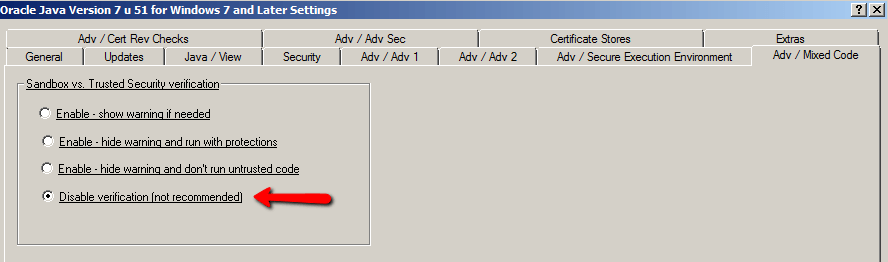 Oracle Java Version 7 u 51 for Windows 7 and Later Settings
Adv / Cert Rev Checks
Adv / Adv Sec
Certificate Stores
Extras
General
Updates
Java / View
Security
Adv / Adv 1
Adv / Adv 2
Adv / Secure Execution Environment
Adv / Mixed Code
Sandbox vs. Trusted Security verification
Enable - show warning if needed
Enable - hide warning and run with protections
Enable - hide warning and don't run untrusted code
Disable verification (not recommended)